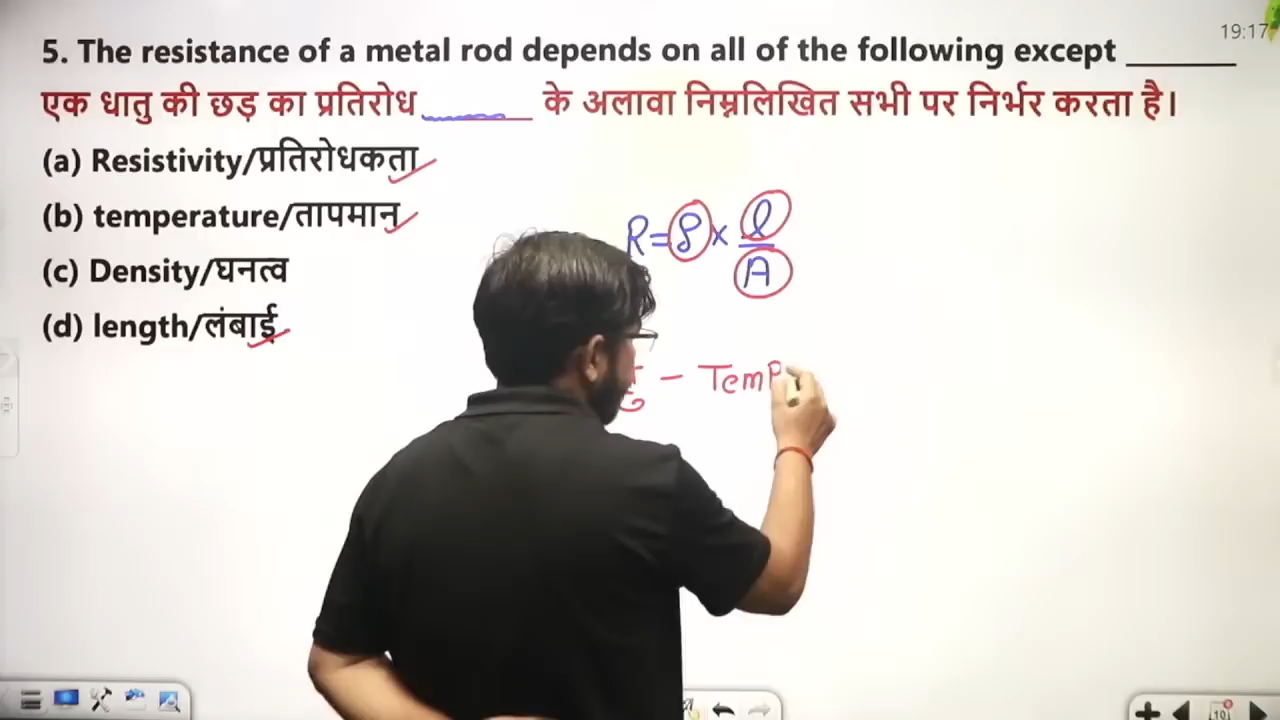 19:17
5. The resistance of a metal rod depends on all of the following except ________
एक धातु की छड़ का प्रतिरोध ________ के अलावा निम्नलिखित सभी पर निर्भर करता है।
(a) Resistivity/प्रतिरोधकता
(b) temperature/तापमान
(c) Density/घनत्व
(d) length/लंबाई
R=ρ× l/A
– Temp